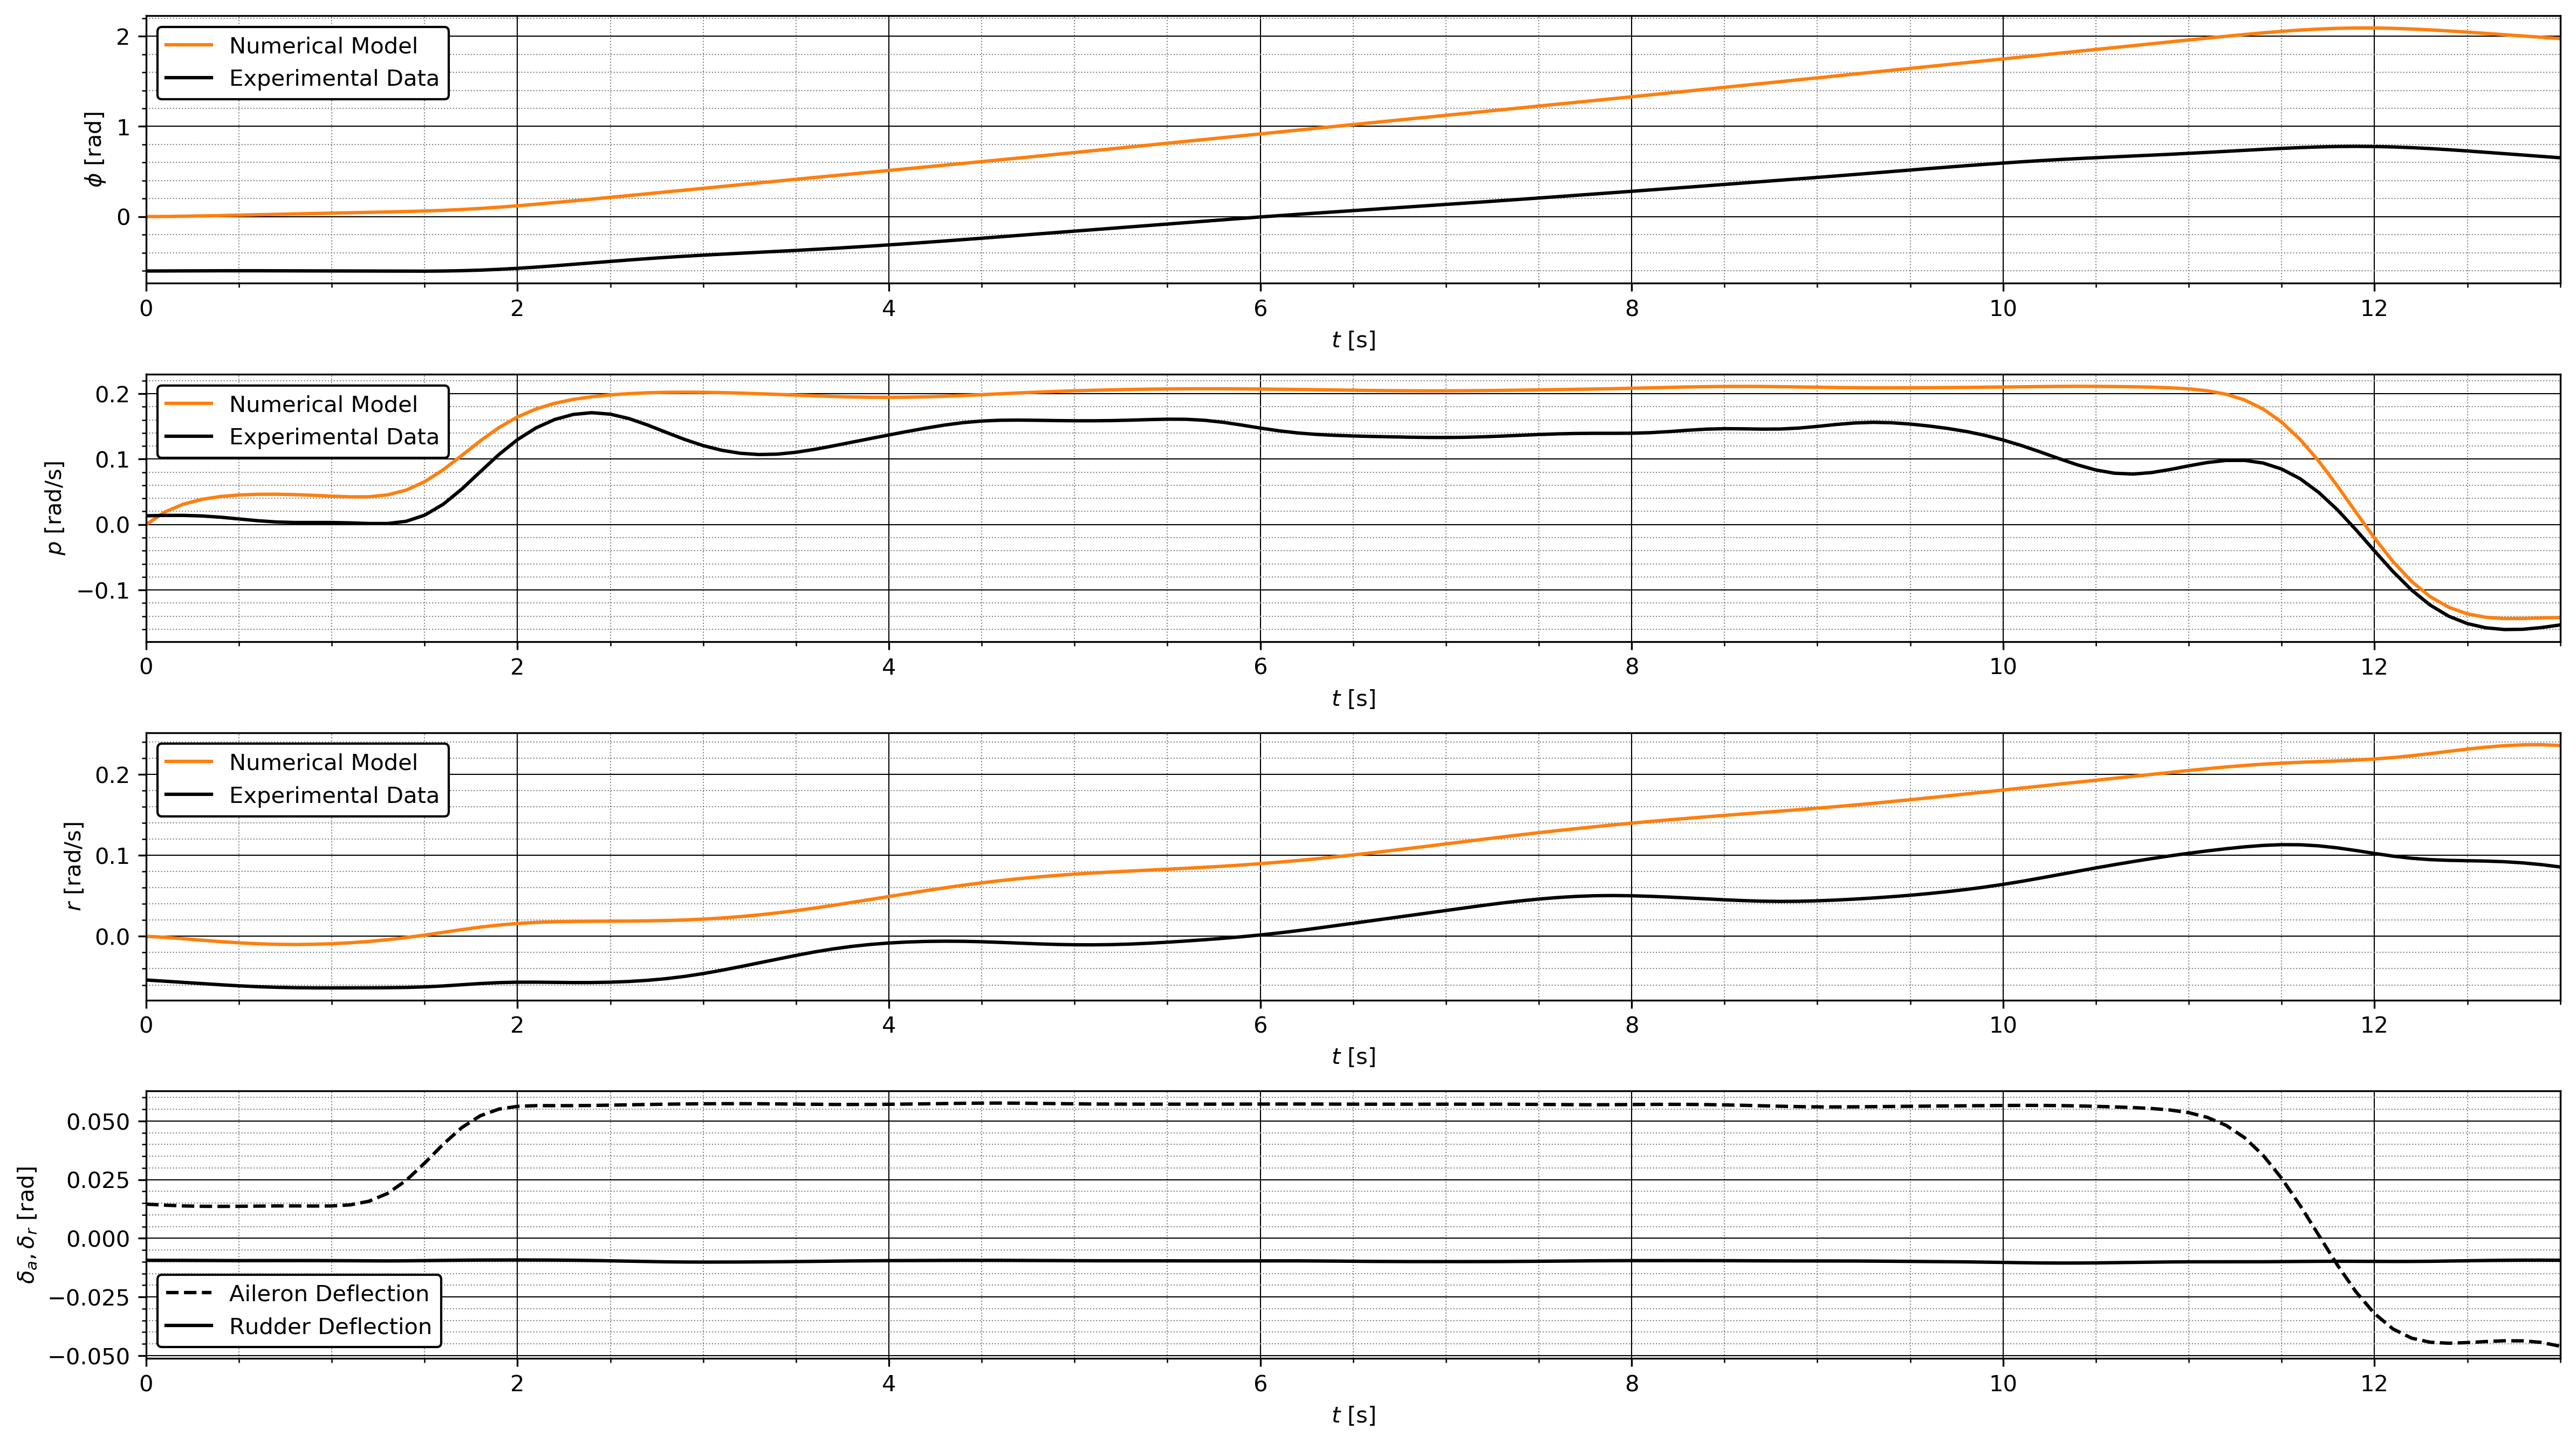 2
1
0
ϕ [rad]
Numerical Model
Experimental Data
0 2 4 6 8 10 12
t [s]
0.2
0.1
0.0
−0.1
p [rad/s]
Numerical Model
Experimental Data
0 2 4 6 8 10 12
t [s]
0.2
0.1
0.0
r [rad/s]
Numerical Model
Experimental Data
0 2 4 6 8 10 12
t [s]
0.050
0.025
0.000
−0.025
−0.050
δa, δr [rad]
Aileron Deflection
Rudder Deflection
0 2 4 6 8 10 12
t [s]